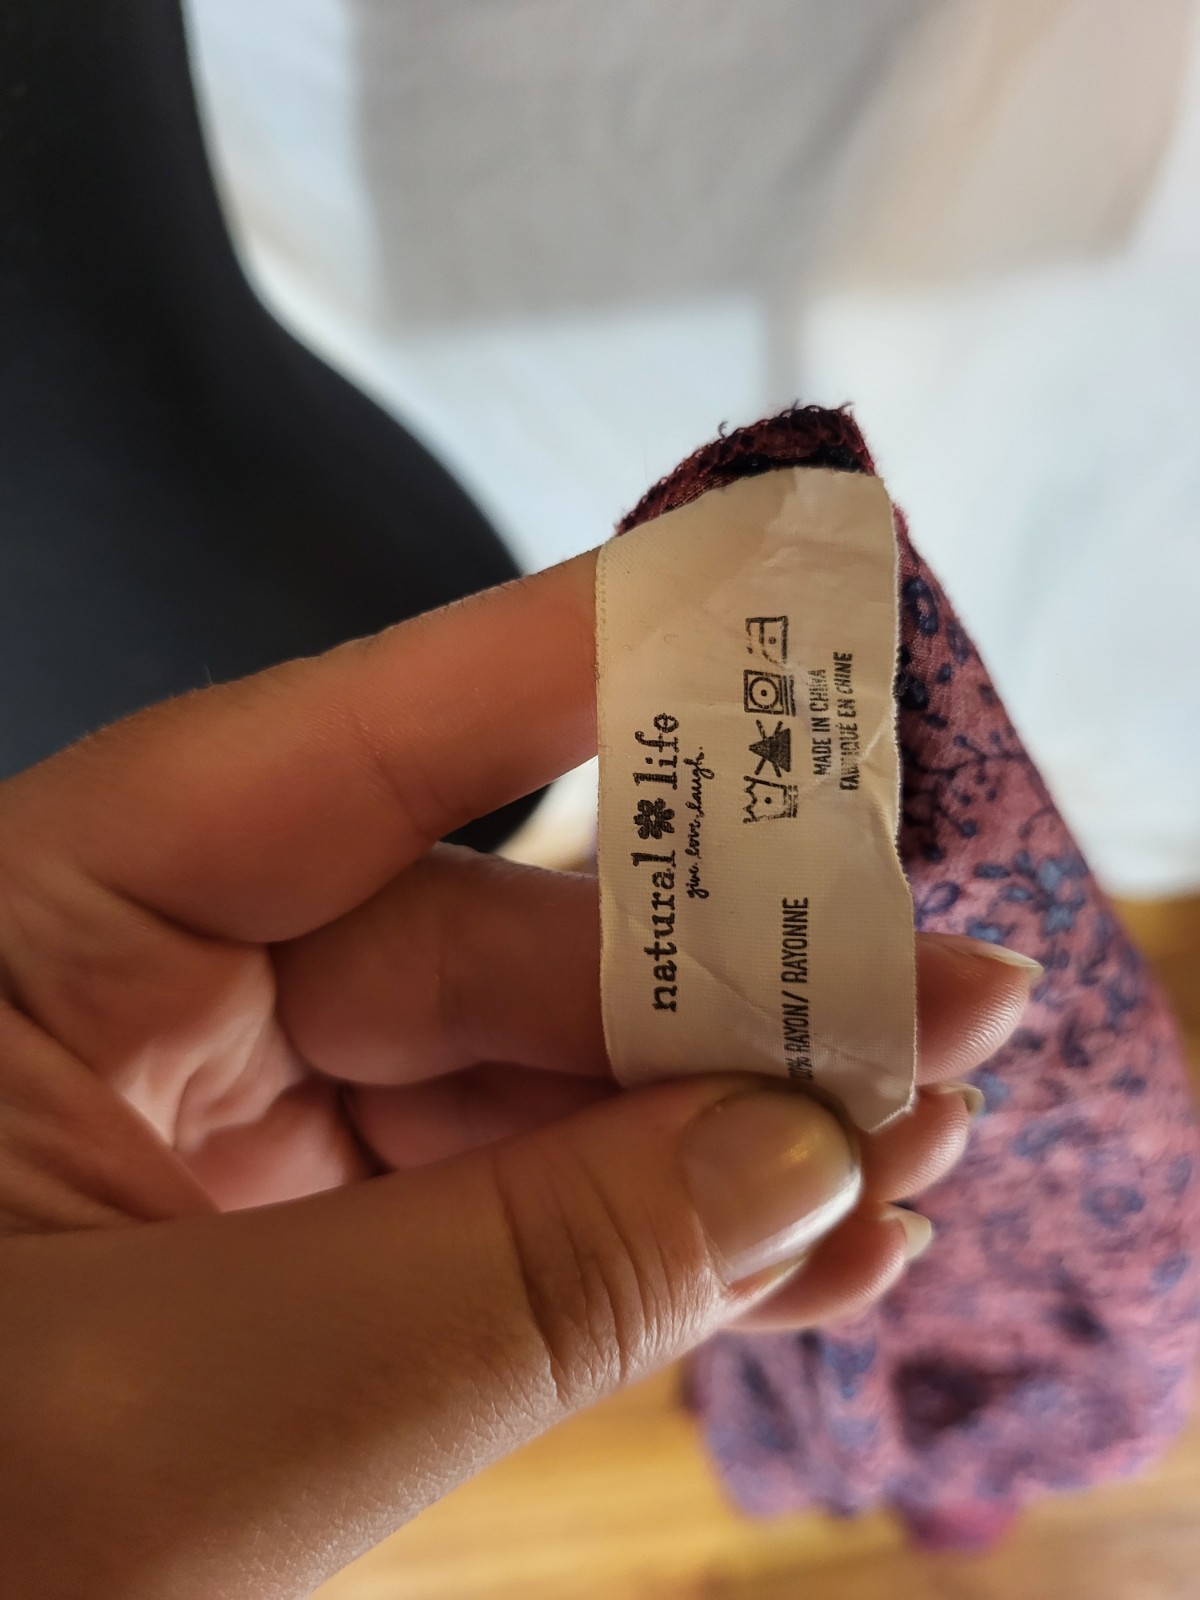 natural life
give. love. laugh.
RAYON/ RAYONNE
MADE IN CHINA
FABRIQUÉ EN CHINE